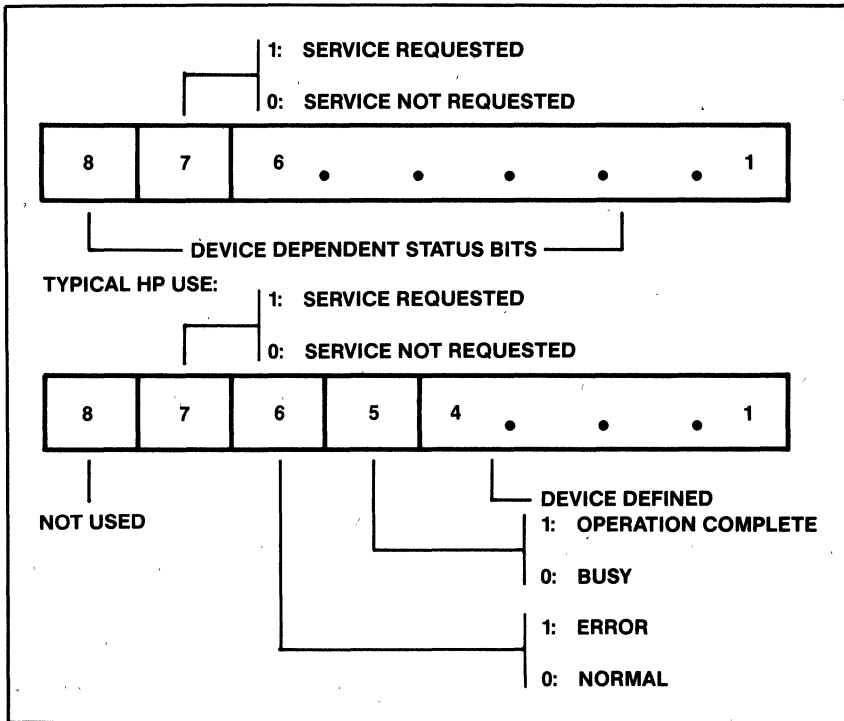 1: SERVICE REQUESTED
0: SERVICE NOT REQUESTED
8 7 6 . . . . . 1
DEVICE DEPENDENT STATUS BITS
TYPICAL HP USE:
1: SERVICE REQUESTED
0: SERVICE NOT REQUESTED
8 7 6 5 4 . . . 1
NOT USED
DEVICE DEFINED
1: OPERATION COMPLETE
0: BUSY
1: ERROR
0: NORMAL